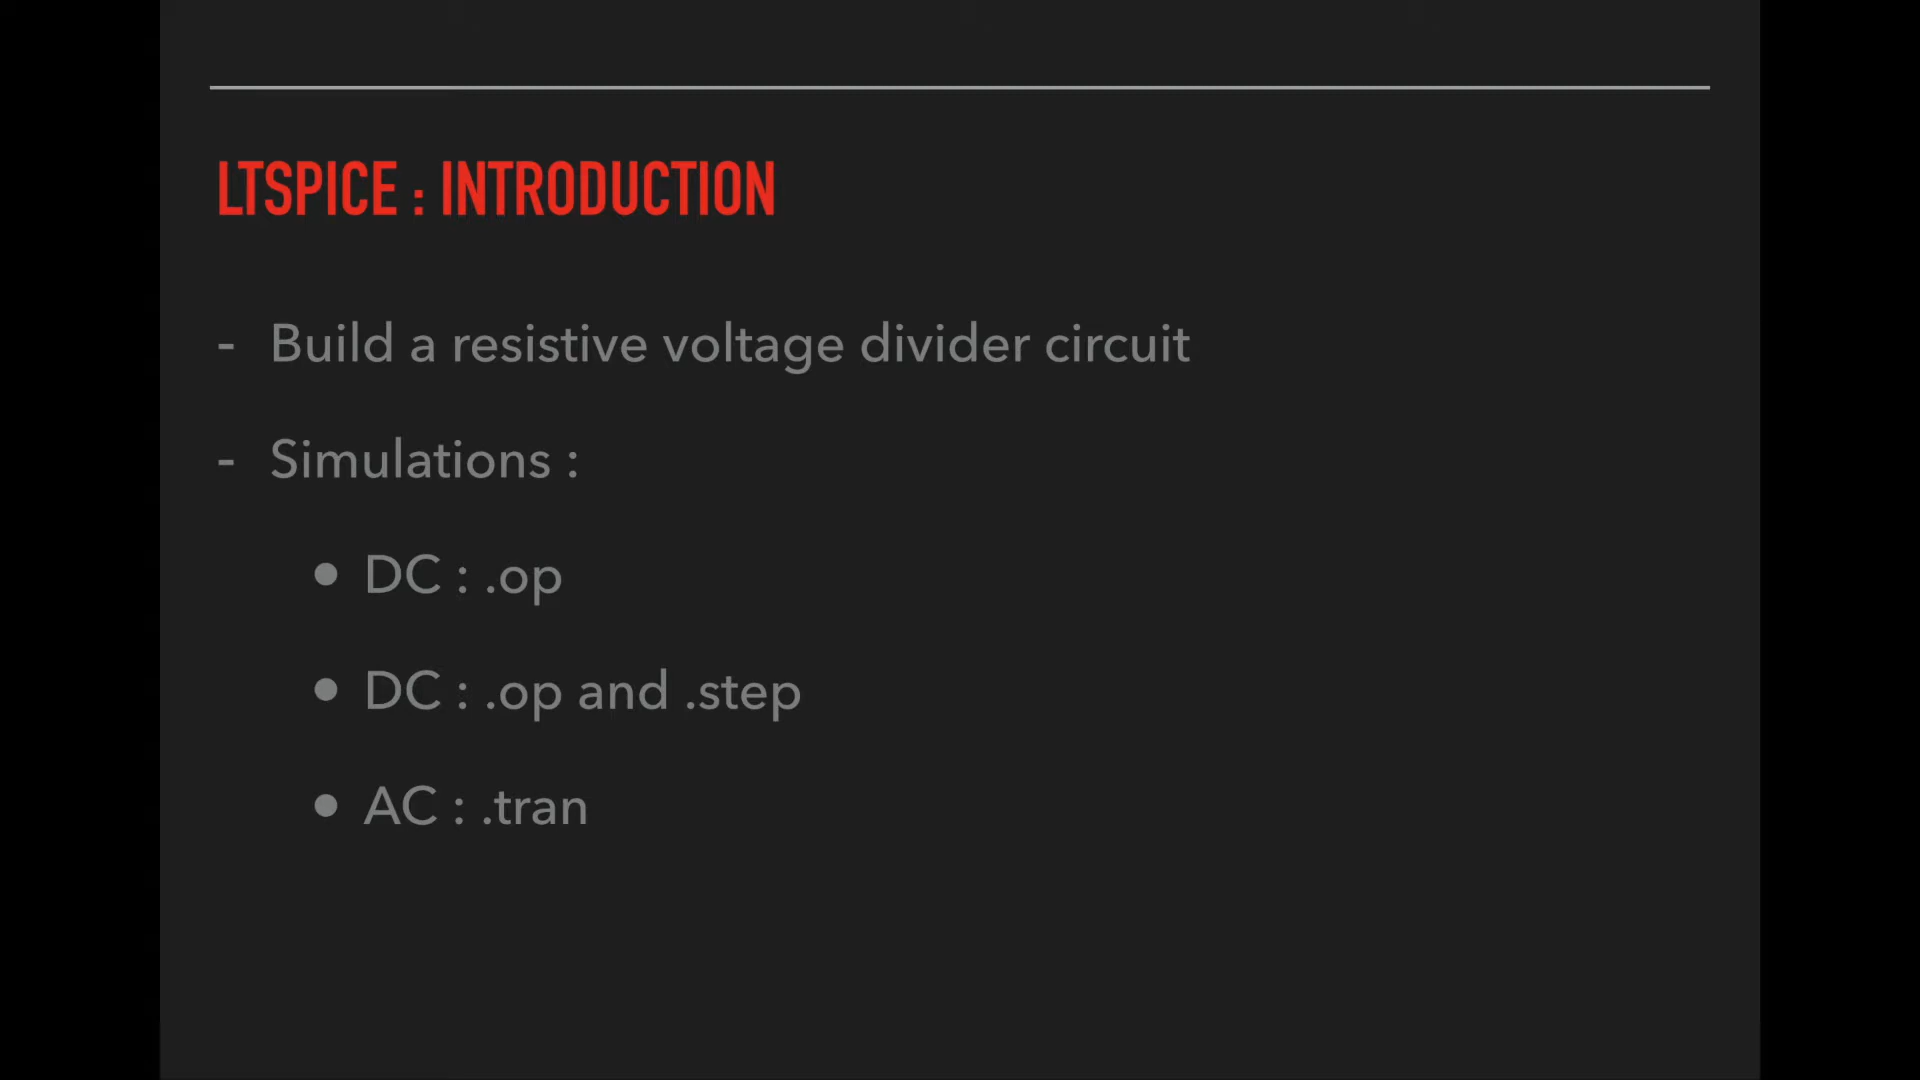 LTSPICE : INTRODUCTION
- Build a resistive voltage divider circuit
- Simulations :
• DC : .op
• DC : .op and .step
• AC : .tran